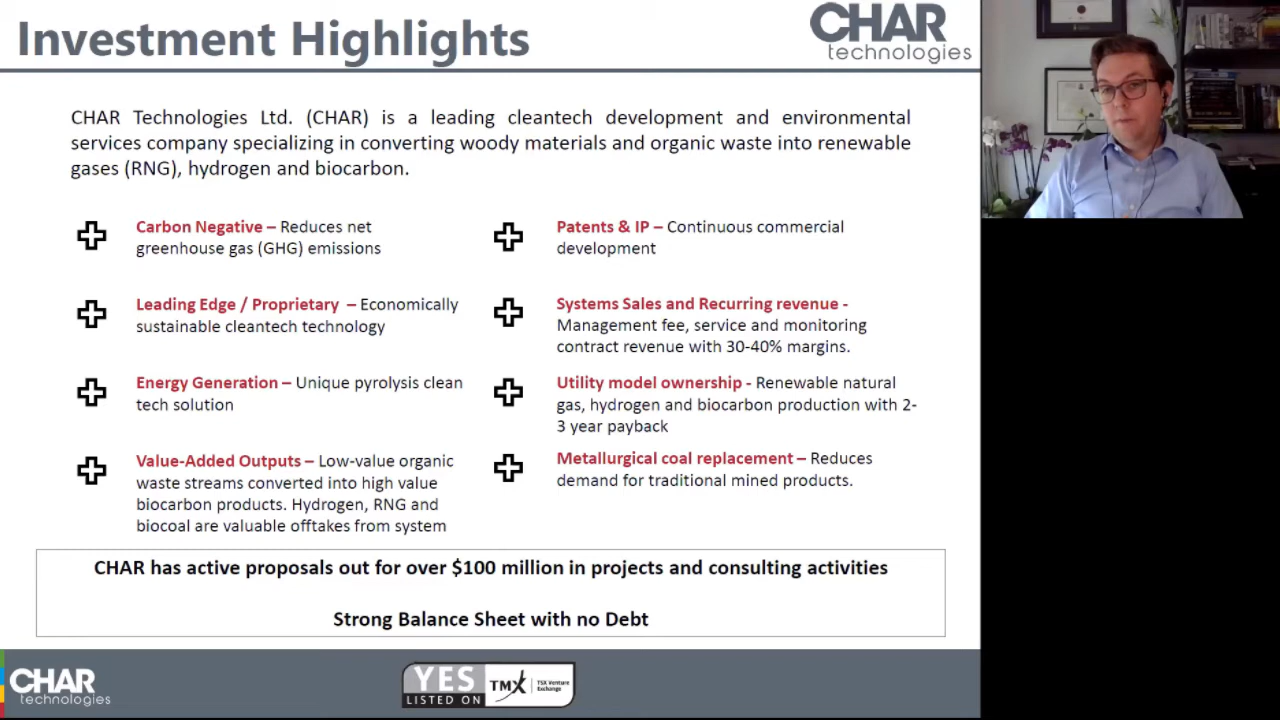 Investment Highlights
CHAR
technologies
CHAR Technologies Ltd. (CHAR) is a leading cleantech development and environmental
services company specializing in converting woody materials and organic waste into renewable
gases (RNG), hydrogen and biocarbon.
Carbon Negative – Reduces net
greenhouse gas (GHG) emissions
Leading Edge / Proprietary – Economically
sustainable cleantech technology
Energy Generation – Unique pyrolysis clean
tech solution
Value-Added Outputs – Low-value organic
waste streams converted into high value
biocarbon products. Hydrogen, RNG and
biocoal are valuable offtakes from system
Patents & IP – Continuous commercial
development
Systems Sales and Recurring revenue -
Management fee, service and monitoring
contract revenue with 30-40% margins.
Utility model ownership - Renewable natural
gas, hydrogen and biocarbon production with 2-
3 year payback
Metallurgical coal replacement – Reduces
demand for traditional mined products.
CHAR has active proposals out for over $100 million in projects and consulting activities
Strong Balance Sheet with no Debt
CHAR
technologies
YES
LISTED ON
TMX
TSX Venture
Exchange